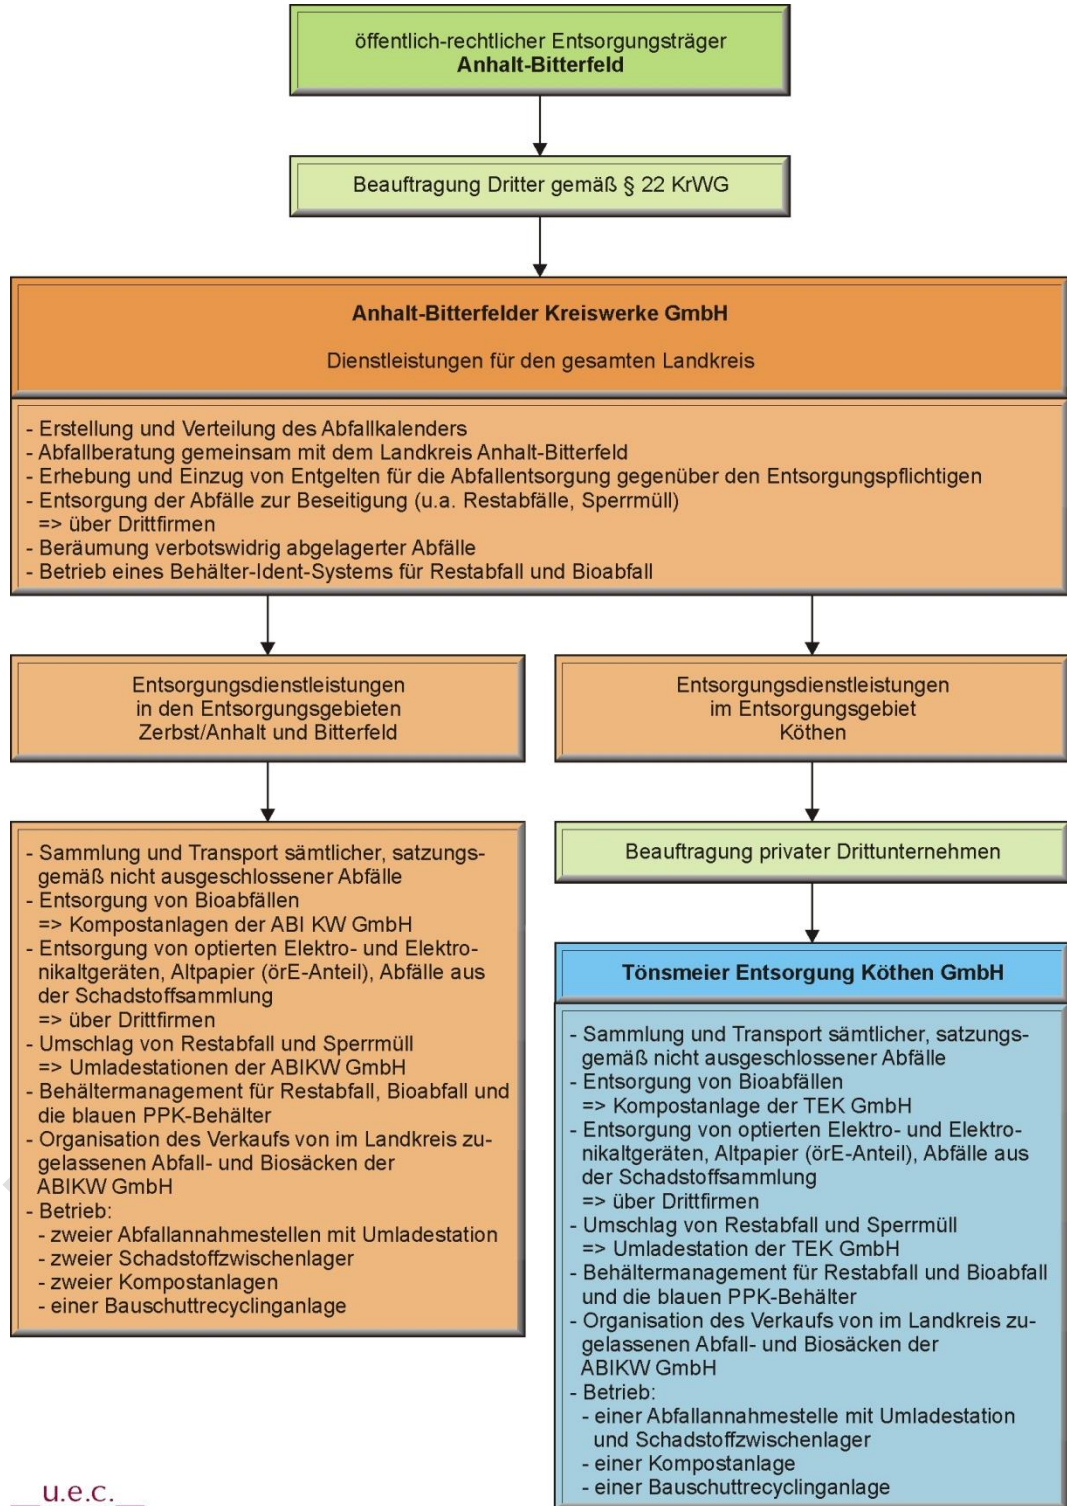 öffentlich-rechtlicher Entsorgungsträger
Anhalt-Bitterfeld
Beauftragung Dritter gemäß § 22 KrWG
Anhalt-Bitterfelder Kreiswerke GmbH
Dienstleistungen für den gesamten Landkreis
- Erstellung und Verteilung des Abfallkalenders
- Abfallberatung gemeinsam mit dem Landkreis Anhalt-Bitterfeld
- Erhebung und Einzug von Entgelten für die Abfallentsorgung gegenüber den Entsorgungspflichtigen
- Entsorgung der Abfälle zur Beseitigung (u.a. Restabfälle, Sperrmüll)
=> über Drittfirmen
- Beräumung verbotswidrig abgelagerter Abfälle
- Betrieb eines Behälter-Ident-Systems für Restabfall und Bioabfall
Entsorgungsdienstleistungen
in den Entsorgungsgebieten
Zerbst/Anhalt und Bitterfeld
- Sammlung und Transport sämtlicher, satzungs-
gemäß nicht ausgeschlossener Abfälle
- Entsorgung von Bioabfällen
=> Kompostanlagen der ABI KW GmbH
- Entsorgung von optierten Elektro- und Elektro-
nikaltgeräten, Altpapier (örE-Anteil), Abfälle aus
der Schadstoffsammlung
=> über Drittfirmen
- Umschlag von Restabfall und Sperrmüll
=> Umladestationen der ABIKW GmbH
- Behältermanagement für Restabfall, Bioabfall und
die blauen PPK-Behälter
- Organisation des Verkaufs von im Landkreis zu-
gelassenen Abfall- und Biosäcken der
ABIKW GmbH
- Betrieb:
- zweier Abfallannahmestellen mit Umladestation
- zweier Schadstoffzwischenlager
- zweier Kompostanlagen
- einer Bauschuttrecyclinganlage
Entsorgungsdienstleistungen
im Entsorgungsgebiet
Köthen
Beauftragung privater Drittunternehmen
Tönsmeier Entsorgung Köthen GmbH
- Sammlung und Transport sämtlicher, satzungs-
gemäß nicht ausgeschlossener Abfälle
- Entsorgung von Bioabfällen
=> Kompostanlage der TEK GmbH
- Entsorgung von optierten Elektro- und Elektro-
nikaltgeräten, Altpapier (örE-Anteil), Abfälle aus
der Schadstoffsammlung
=> über Drittfirmen
- Umschlag von Restabfall und Sperrmüll
=> Umladestation der TEK GmbH
- Behältermanagement für Restabfall und Bioabfall
und die blauen PPK-Behälter
- Organisation des Verkaufs von im Landkreis zu-
gelassenen Abfall- und Biosäcken der
ABIKW GmbH
- Betrieb:
- einer Abfallannahmestelle mit Umladestation
und Schadstoffzwischenlager
- einer Kompostanlage
- einer Bauschuttrecyclinganlage
__u.e.c.__